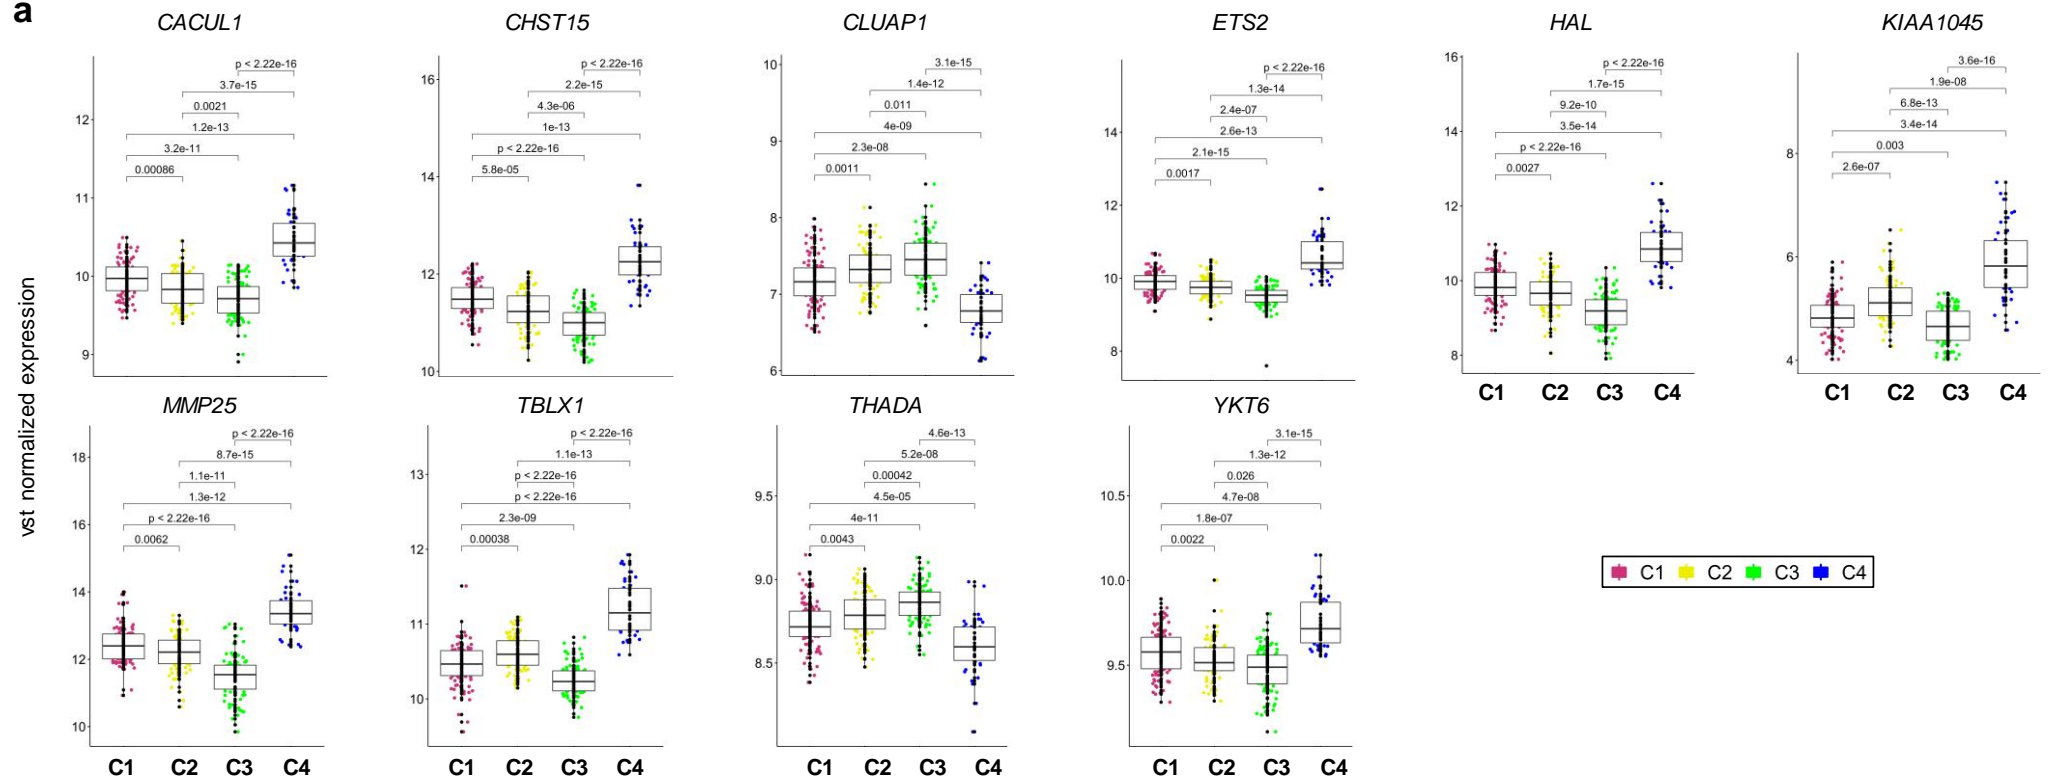 a
CACUL1 CHST15 CLUAP1 ETS2 HAL KIAA1045
vst normalized expression
p < 2.22e-16
3.7e-15
0.0021
1.2e-13
3.2e-11
0.00086
12
11
10
9
p < 2.22e-16
2.2e-15
4.3e-06
1e-13
p < 2.22e-16
5.8e-05
16
14
12
10
3.1e-15
1.4e-12
0.011
4e-09
2.3e-08
0.0011
10
9
8
7
6
p < 2.22e-16
1.3e-14
2.4e-07
2.6e-13
2.1e-15
0.0017
14
12
10
8
p < 2.22e-16
1.7e-15
9.2e-10
3.5e-14
p < 2.22e-16
0.0027
16
14
12
10
8
C1 C2 C3 C4
3.6e-16
1.9e-08
6.8e-13
3.4e-14
0.003
2.6e-07
8
6
4
C1 C2 C3 C4
MMP25 TBLX1 THADA YKT6
p < 2.22e-16
8.7e-15
1.1e-11
1.3e-12
p < 2.22e-16
0.0062
18
16
14
12
10
C1 C2 C3 C4
p < 2.22e-16
1.1e-13
p < 2.22e-16
p < 2.22e-16
2.3e-09
0.00038
13
12
11
10
C1 C2 C3 C4
4.6e-13
5.2e-08
0.00042
4.5e-05
4e-11
0.0043
9.5
9.0
8.5
C1 C2 C3 C4
3.1e-15
1.3e-12
0.026
4.7e-08
1.8e-07
0.0022
10.5
10.0
9.5
C1 C2 C3 C4
C1 C2 C3 C4